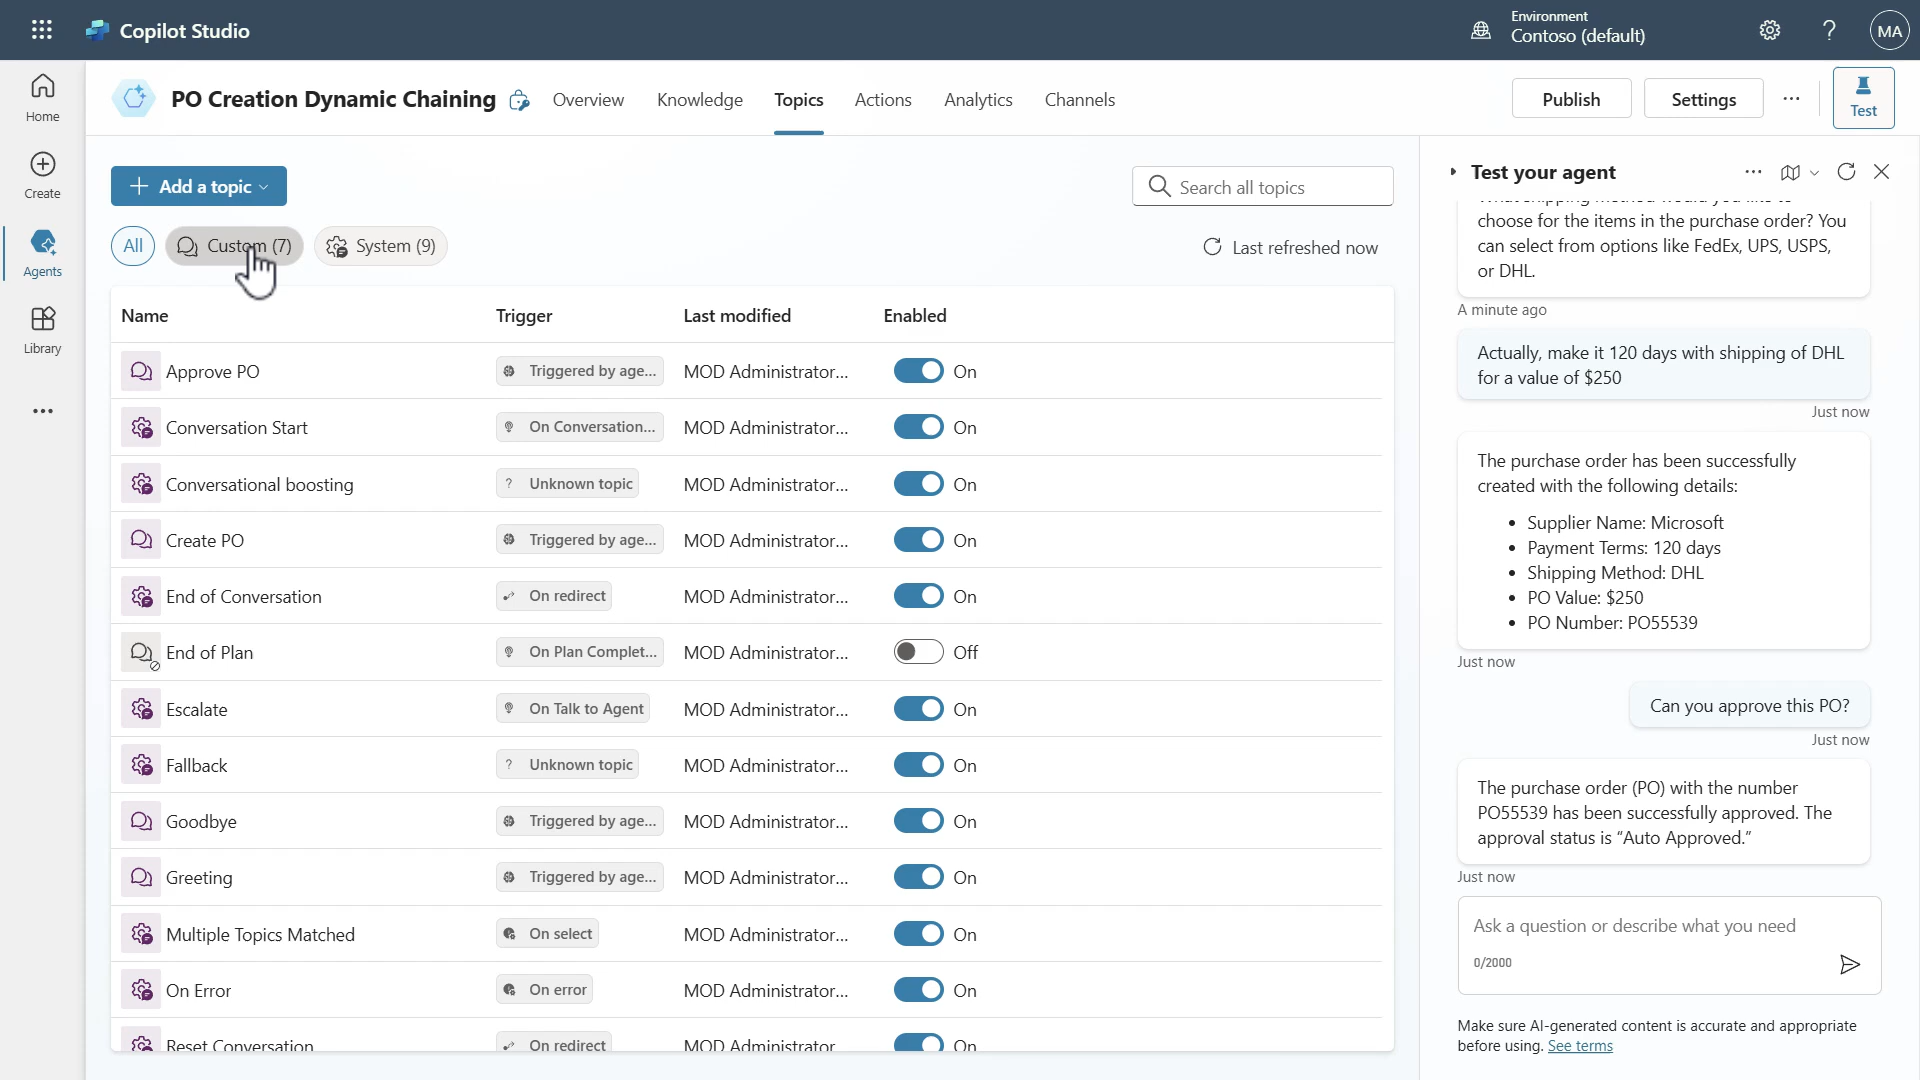 Copilot Studio
Environment
Contoso (default)
MA
Home
Create
Agents
Library
PO Creation Dynamic Chaining
Overview
Knowledge
Topics
Actions
Analytics
Channels
Publish
Settings
Test
Add a topic
Search all topics
All
Custom (7)
System (9)
Last refreshed now
Name Trigger Last modified Enabled
Approve PO Triggered by age... MOD Administrator... On
Conversation Start On Conversation... MOD Administrator... On
Conversational boosting Unknown topic MOD Administrator... On
Create PO Triggered by age... MOD Administrator... On
End of Conversation On redirect MOD Administrator... On
End of Plan On Plan Complet... MOD Administrator... Off
Escalate On Talk to Agent MOD Administrator... On
Fallback Unknown topic MOD Administrator... On
Goodbye Triggered by age... MOD Administrator... On
Greeting Triggered by age... MOD Administrator... On
Multiple Topics Matched On select MOD Administrator... On
On Error On error MOD Administrator... On
Reset Conversation On redirect MOD Administrator On
Test your agent
What shipping method would you like to
choose for the items in the purchase order? You
can select from options like FedEx, UPS, USPS,
or DHL.
A minute ago
Actually, make it 120 days with shipping of DHL
for a value of $250
Just now
The purchase order has been successfully
created with the following details:
• Supplier Name: Microsoft
• Payment Terms: 120 days
• Shipping Method: DHL
• PO Value: $250
• PO Number: PO55539
Just now
Can you approve this PO?
Just now
The purchase order (PO) with the number
PO55539 has been successfully approved. The
approval status is “Auto Approved.”
Just now
Ask a question or describe what you need
0/2000
Make sure AI-generated content is accurate and appropriate
before using. See terms